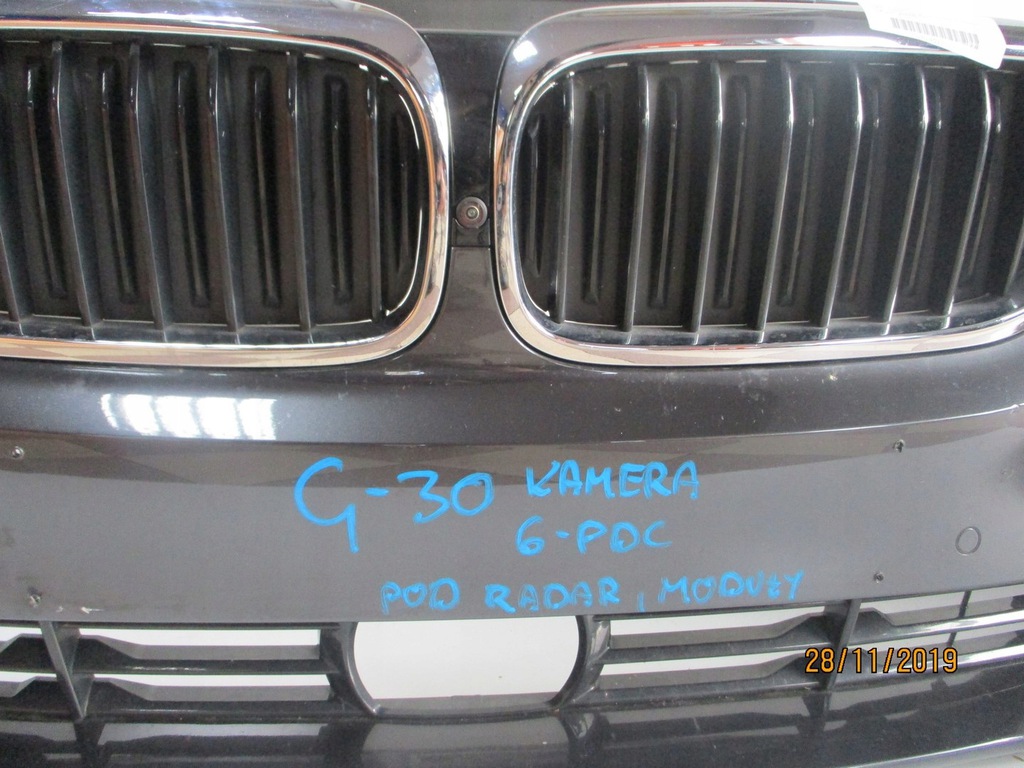 G-30 KAMERA
6-PDC
POD RADAR, MODUŁY
28/11/2019